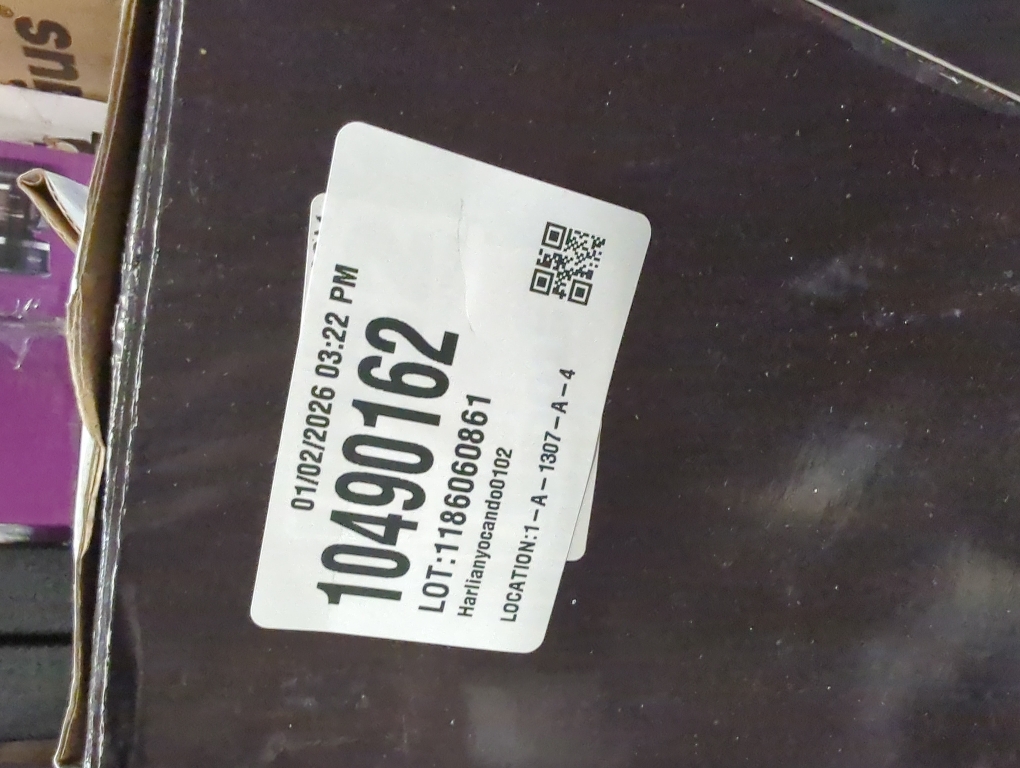 01/02/2026 03:22 PM
10490162
LOT:1186060861
Harlianyocando0102
LOCATION:1-A-1307-A-4